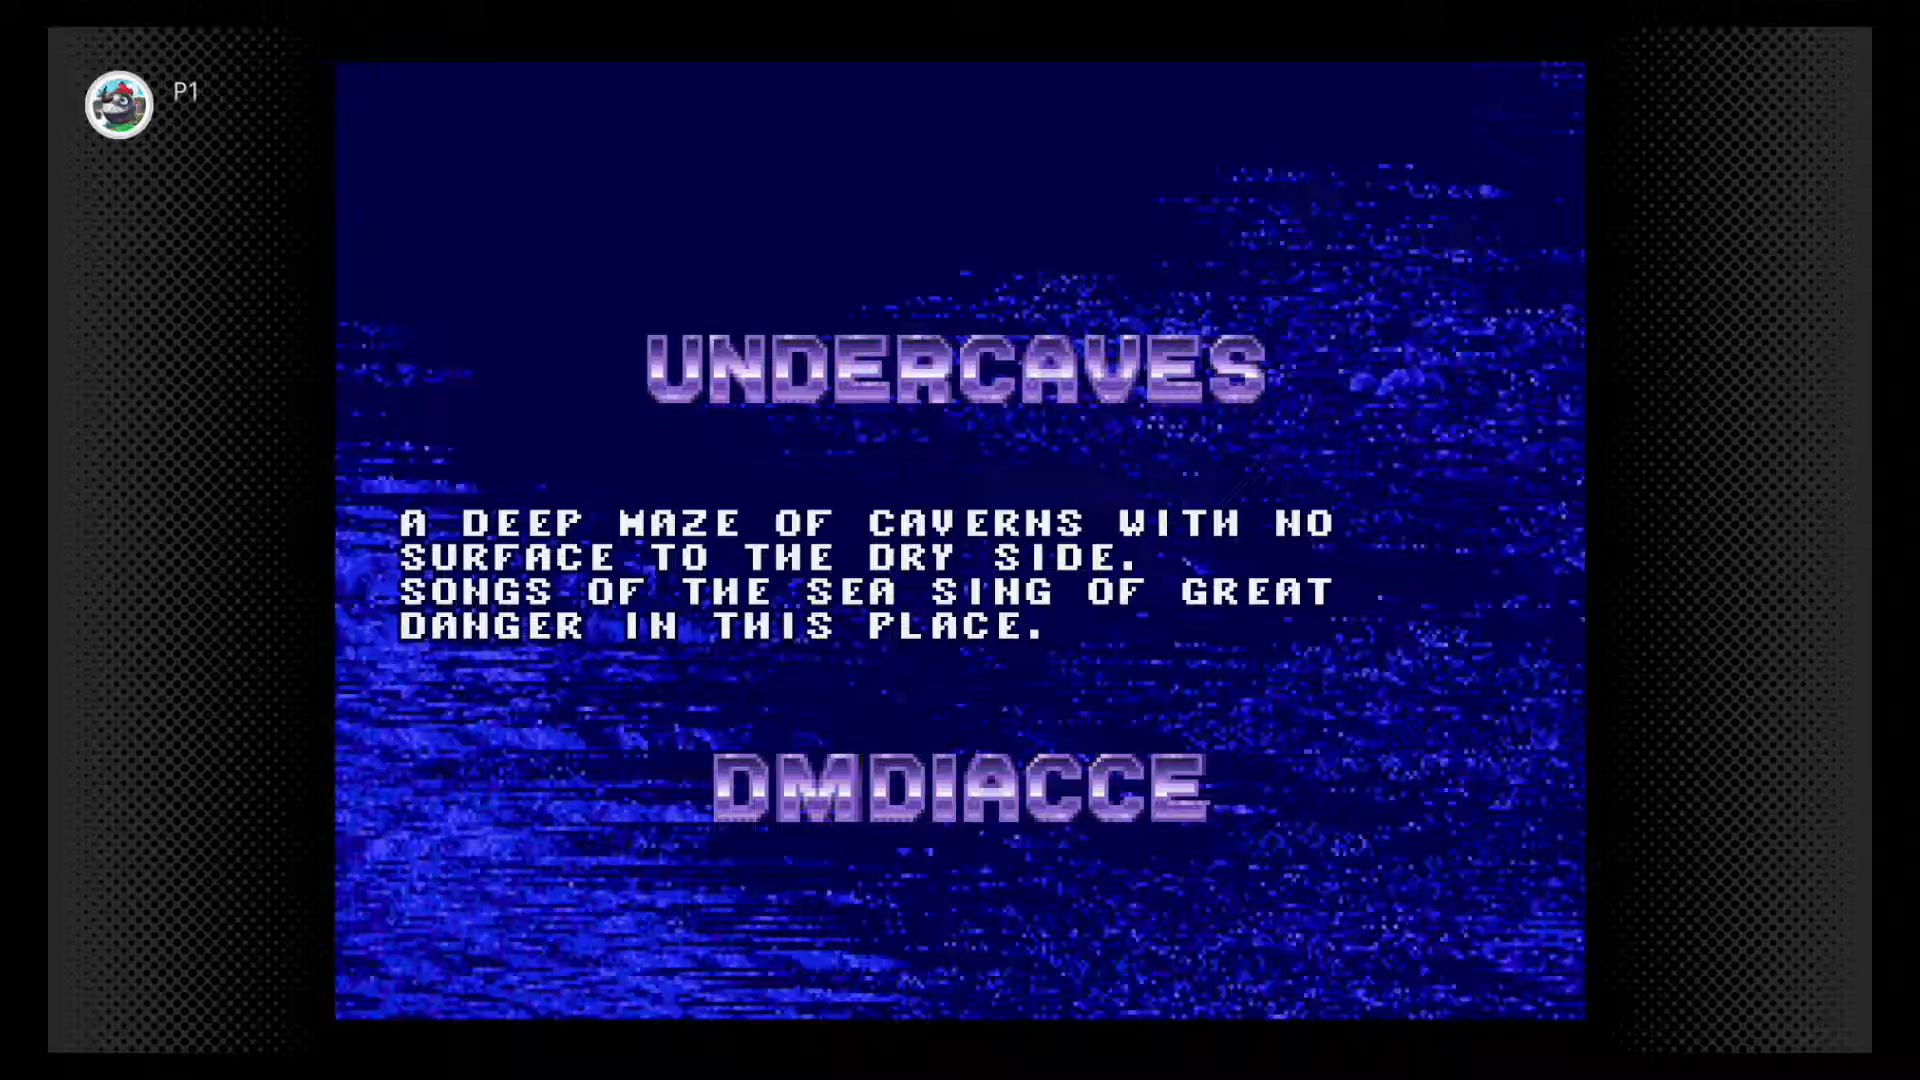 P1
UNDERCAVES
A DEEP MAZE OF CAVERNS WITH NO
SURFACE TO THE DRY SIDE.
SONGS OF THE SEA SING OF GREAT
DANGER IN THIS PLACE.
DMDIACCE